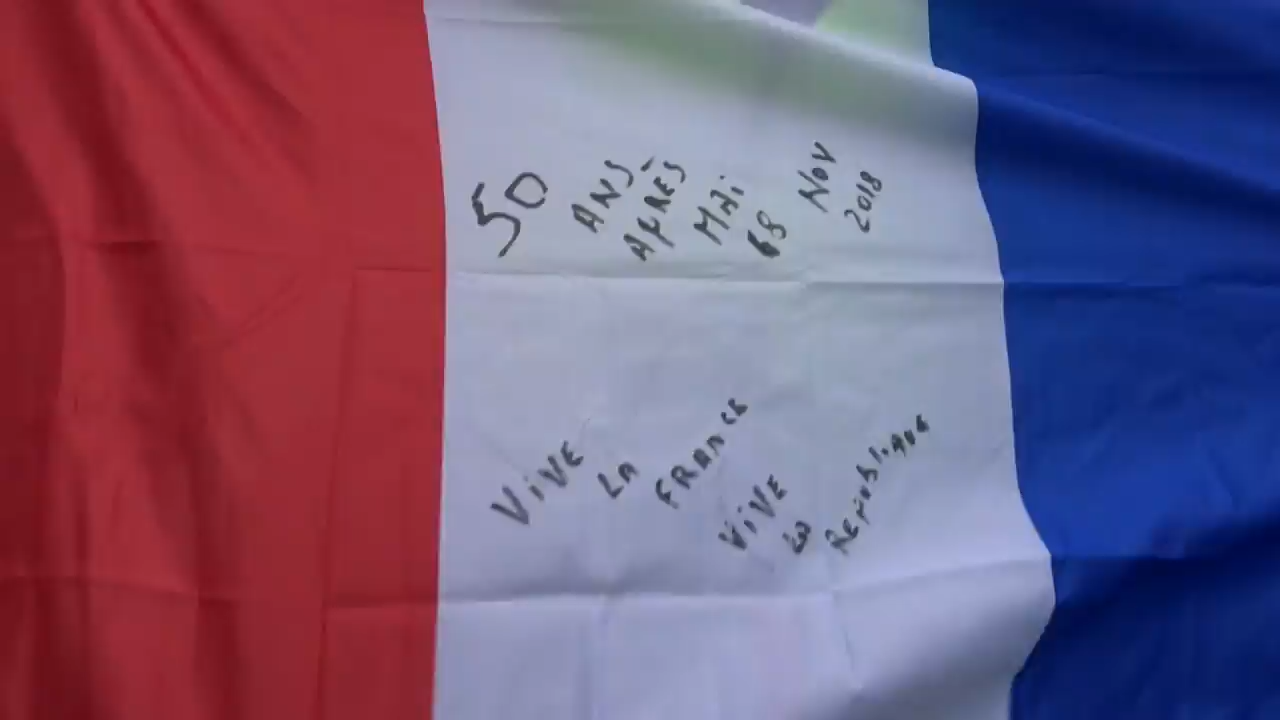 50
ANS
APRÈS
MAi
68
NOV
2018
ViVE
LA
FRANCE
ViVE
LA
REpublique